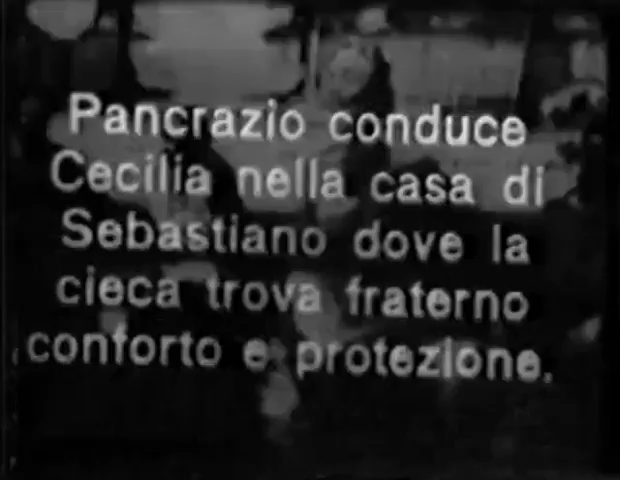 Pancrazio conduce
Cecilia nella casa di
Sebastiano dove la
cieca trova fraterno
conforto e protezione.